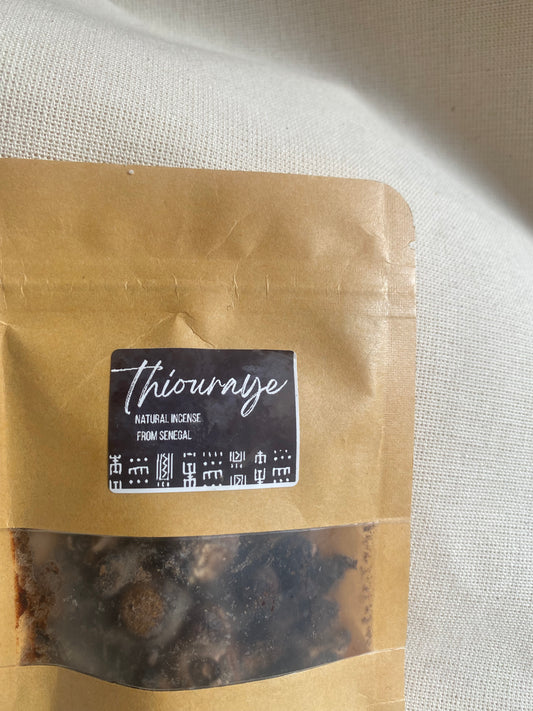 Thiouraye
NATURAL INCENSE
FROM SENEGAL